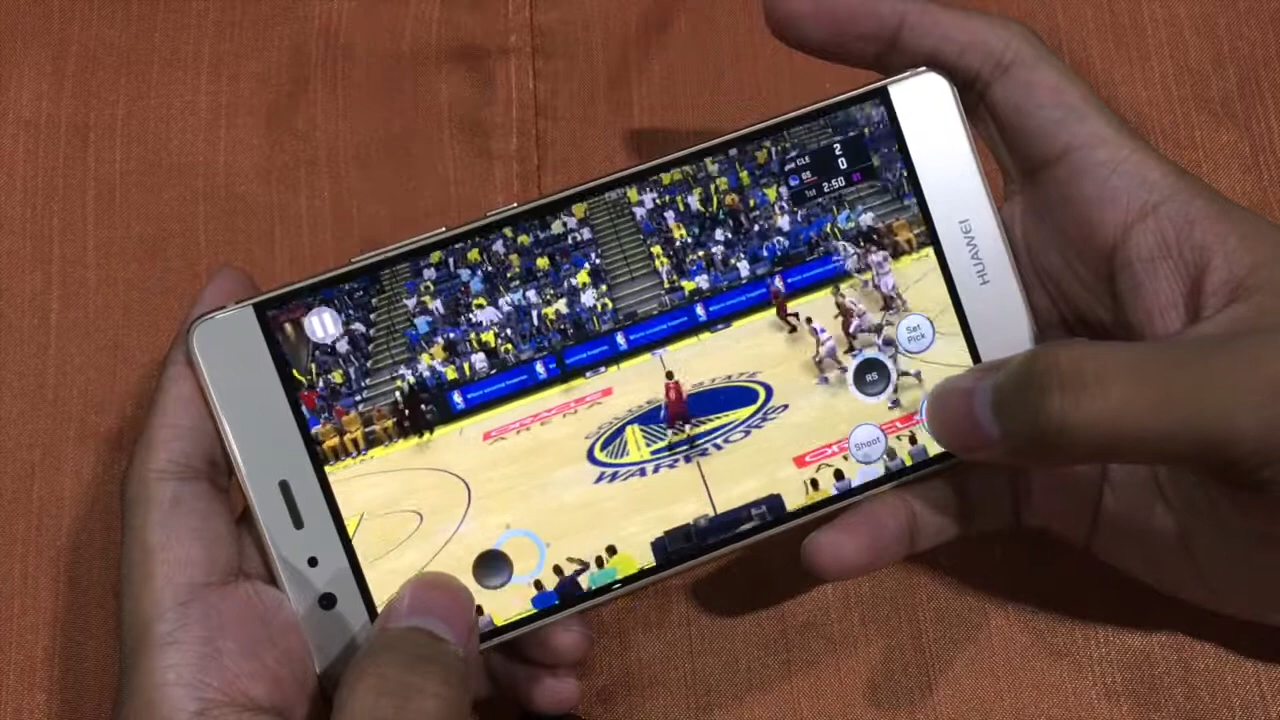 CLE 2
GS 0
1st 2:50
HUAWEI
Set
Pick
RS
Shoot
ORACLE
ARENA
GOLDEN STATE
WARRIORS